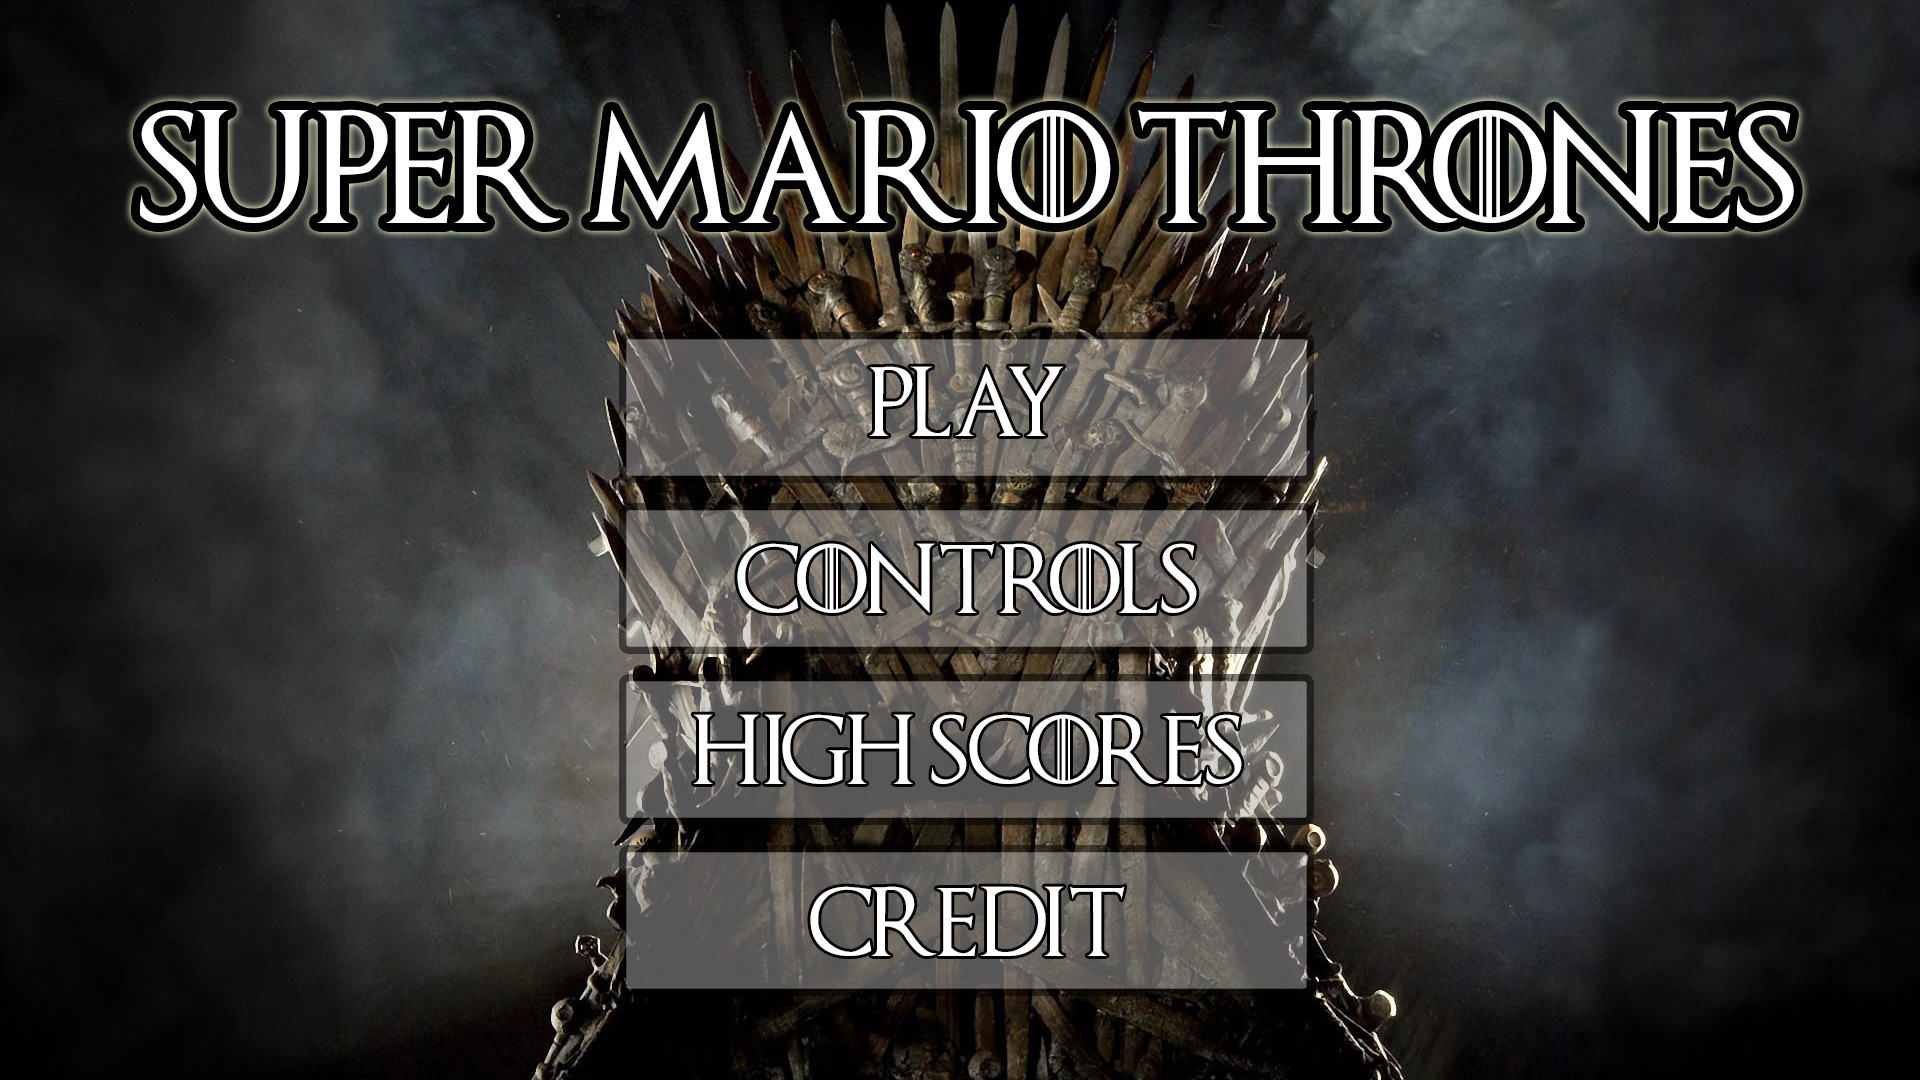 SUPER MARIO THRONES
PLAY
CONTROLS
HIGH SCORES
CREDIT